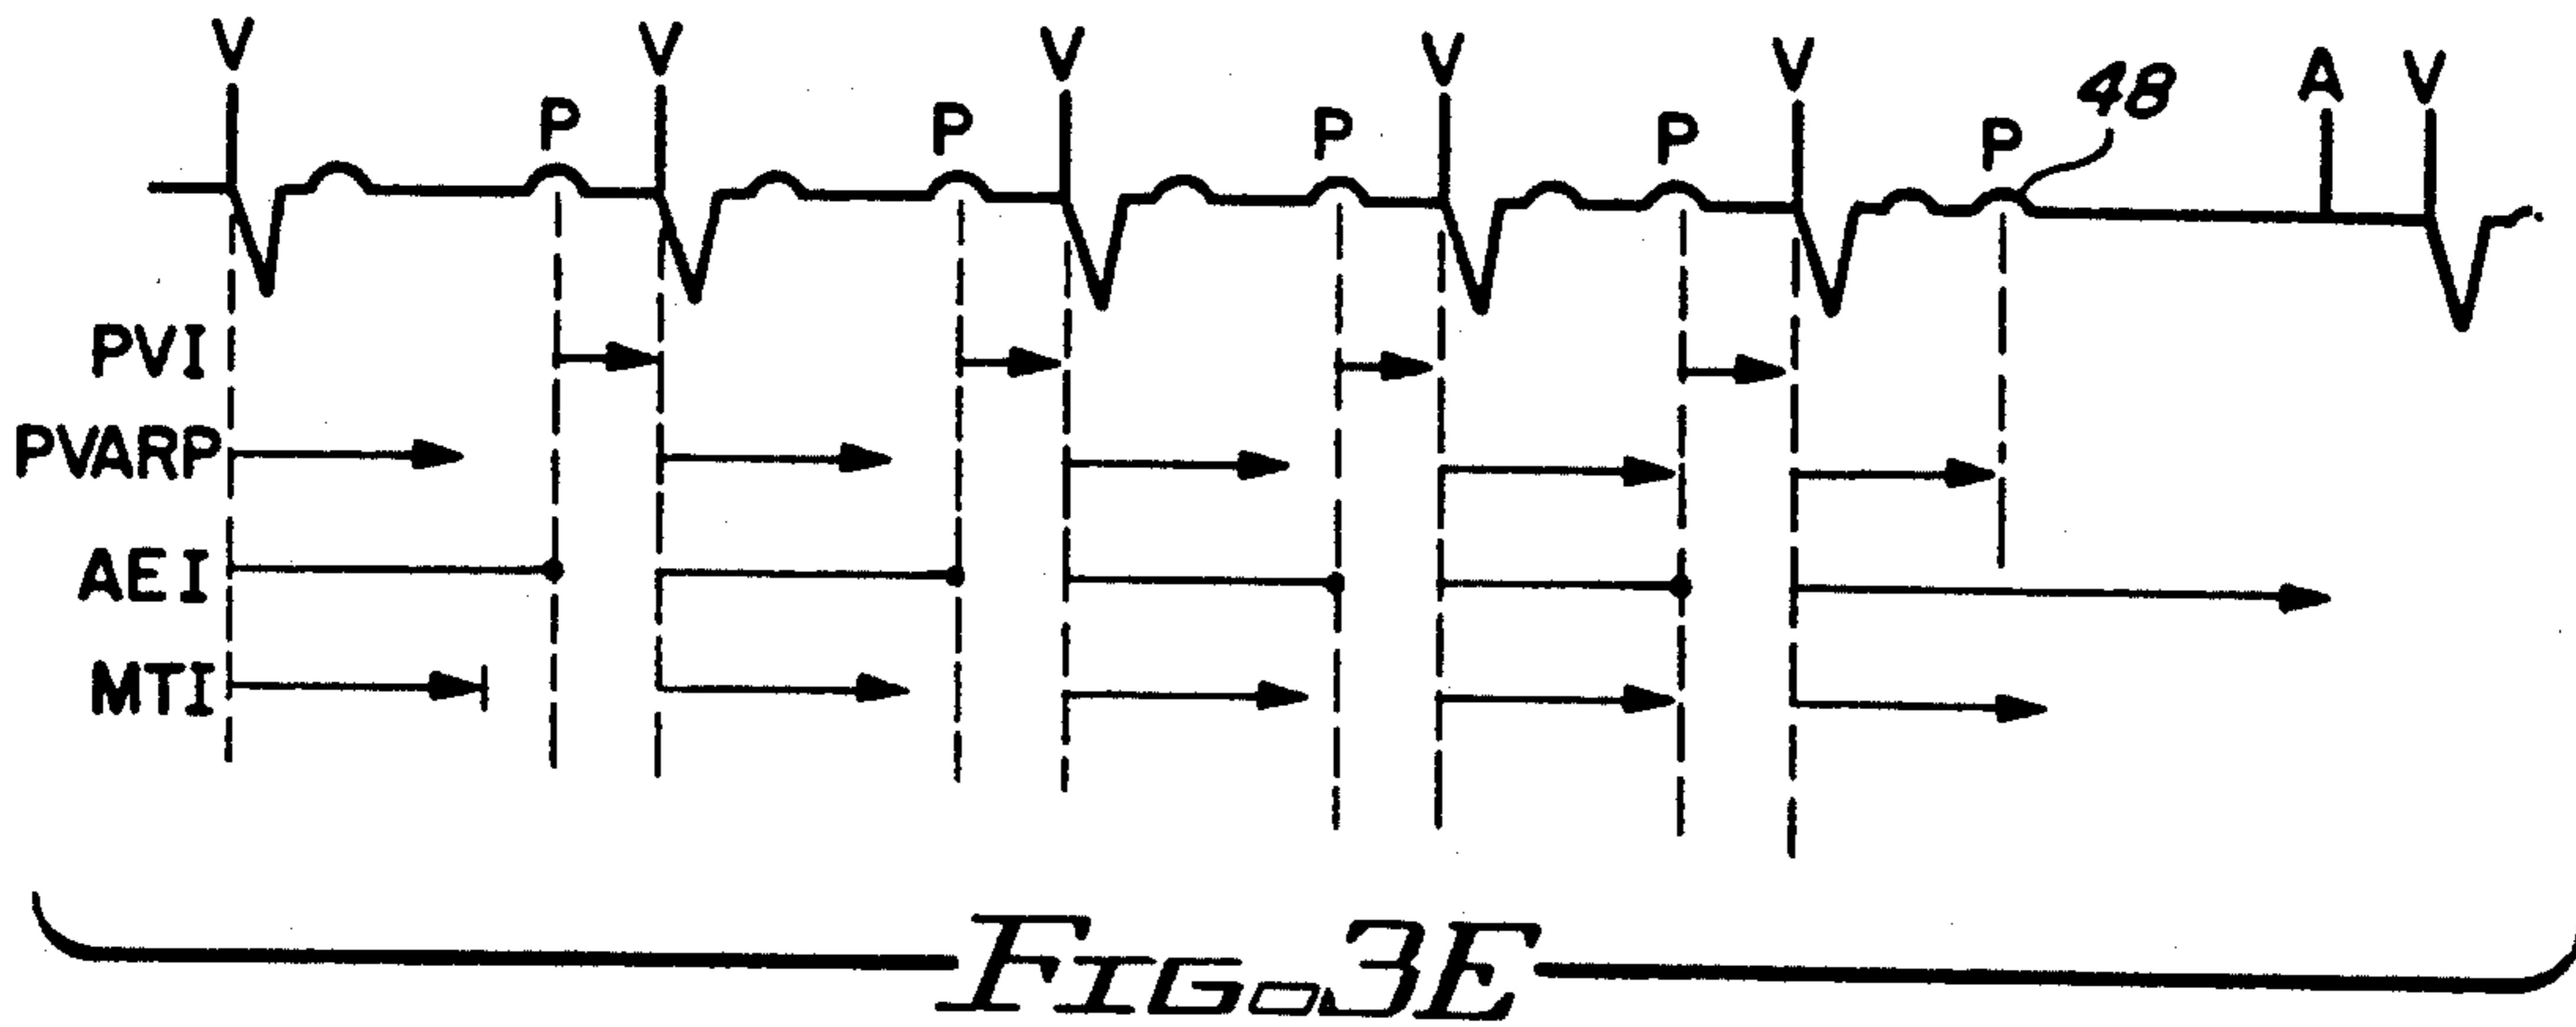 V V V V V A V
P P P P P 48
PVI
PVARP
AEI
MTI
FIG. 3E